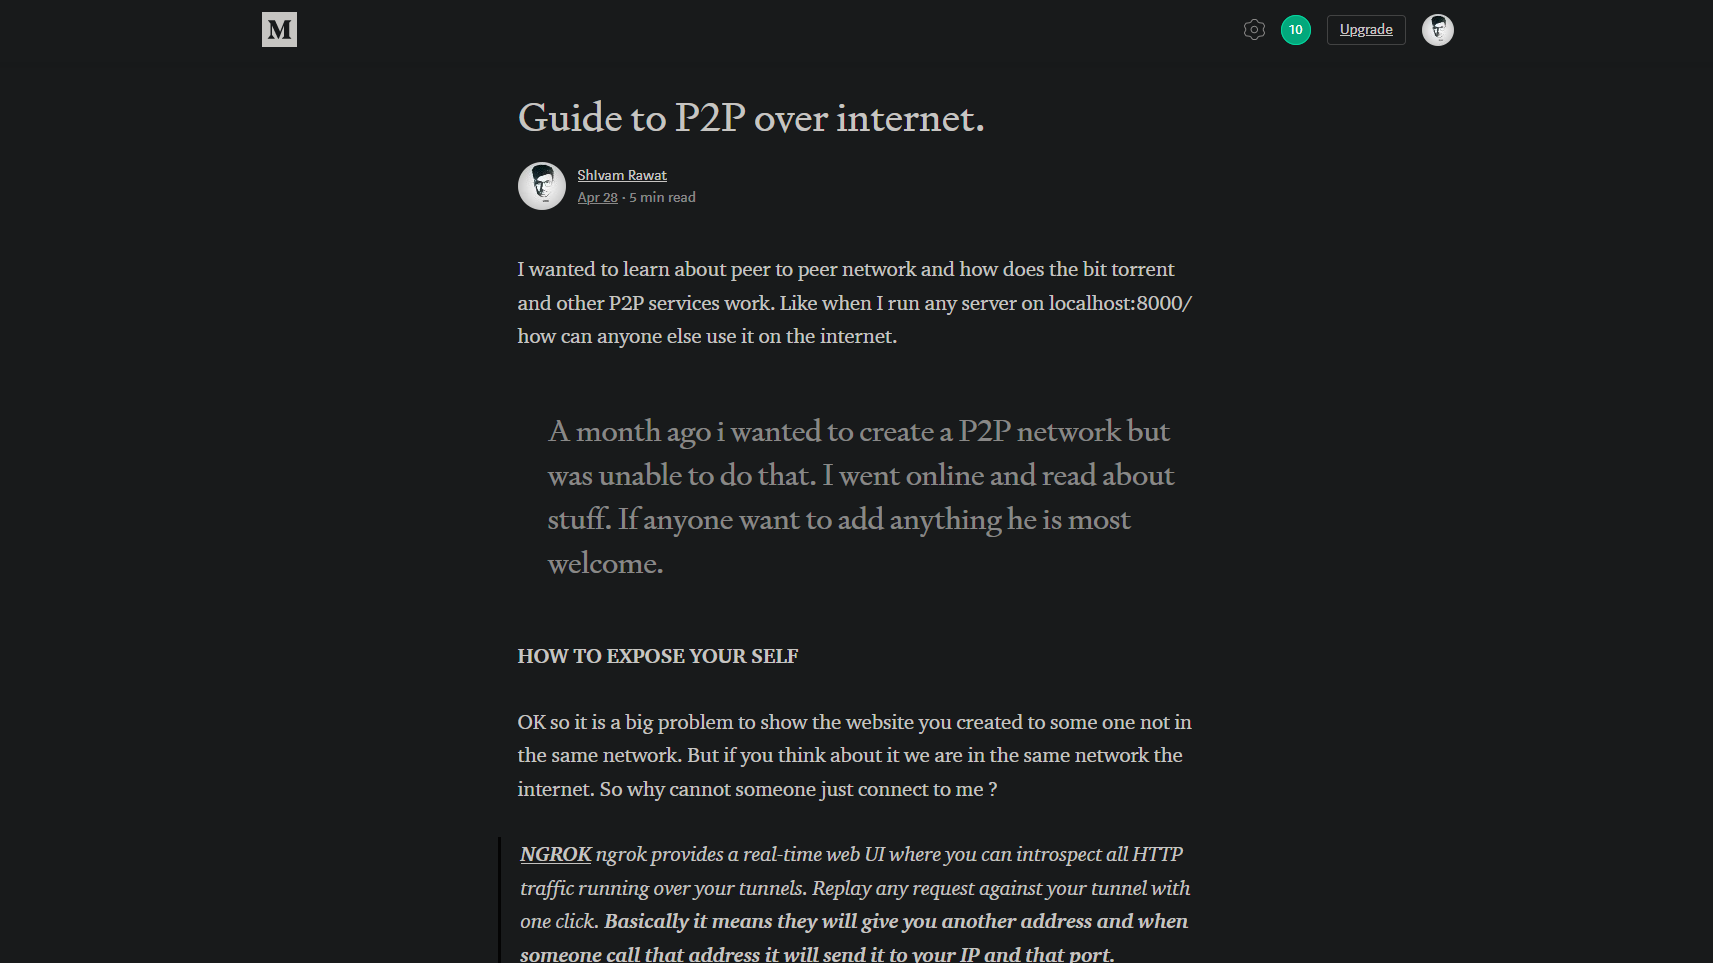 M
10
Upgrade
Guide to P2P over internet.
ShIvam Rawat
Apr 28 · 5 min read
I wanted to learn about peer to peer network and how does the bit torrent
and other P2P services work. Like when I run any server on localhost:8000/
how can anyone else use it on the internet.
A month ago i wanted to create a P2P network but
was unable to do that. I went online and read about
stuff. If anyone want to add anything he is most
welcome.
HOW TO EXPOSE YOUR SELF
OK so it is a big problem to show the website you created to some one not in
the same network. But if you think about it we are in the same network the
internet. So why cannot someone just connect to me ?
NGROK ngrok provides a real-time web UI where you can introspect all HTTP
traffic running over your tunnels. Replay any request against your tunnel with
one click. Basically it means they will give you another address and when
someone call that address it will send it to your IP and that port.